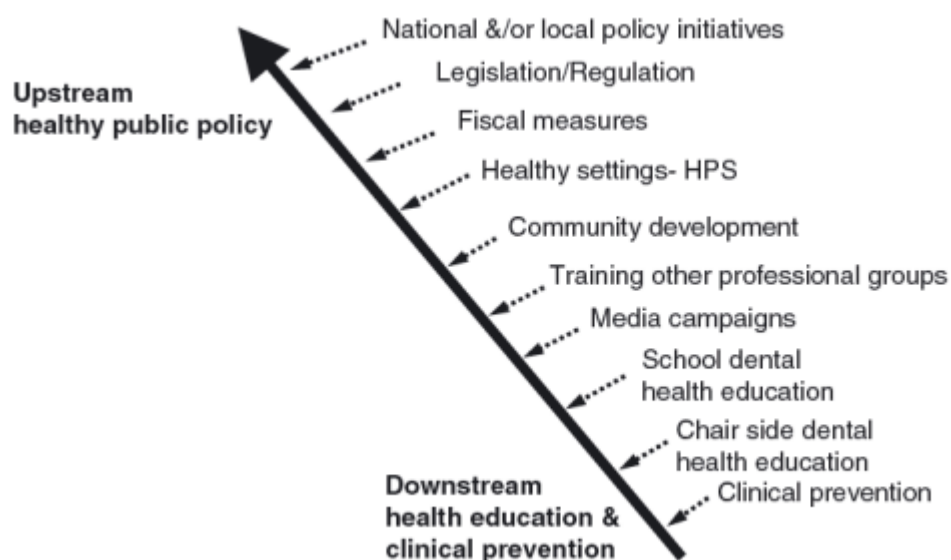 National &/or local policy initiatives
Legislation/Regulation
Upstream
healthy public policy
Fiscal measures
Healthy settings- HPS
Community development
Training other professional groups
Media campaigns
School dental
health education
Chair side dental
health education
Downstream
health education &
clinical prevention
Clinical prevention